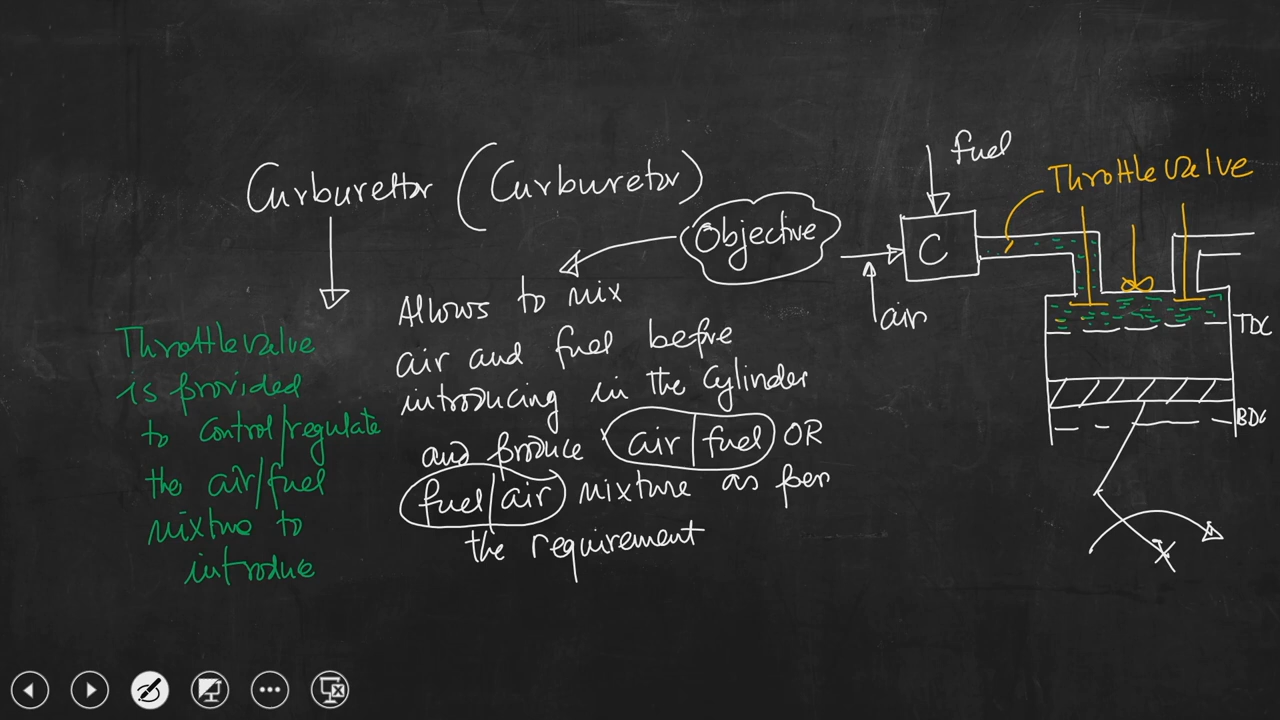 Curburettor (Curburetor)
Objective
Allows to mix
air and fuel before
introducing in the Cylinder
and produce air/fuel OR
fuel/air mixture as per
the requirement
Throttle valve
is provided
to control/regulate
the air/fuel
mixture to
introduce
fuel
Throttle valve
C
air
TDC
BDC